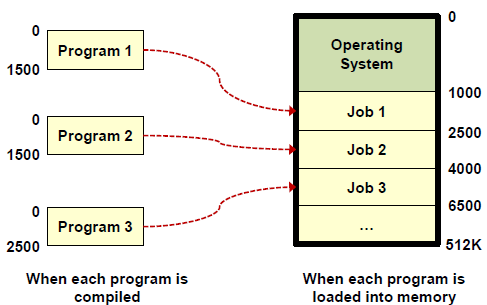 0
Program 1
1500
0
Program 2
1500
0
Program 3
2500
When each program is
compiled
0
Operating
System
1000
Job 1
2500
Job 2
4000
Job 3
6500
...
512K
When each program is
loaded into memory